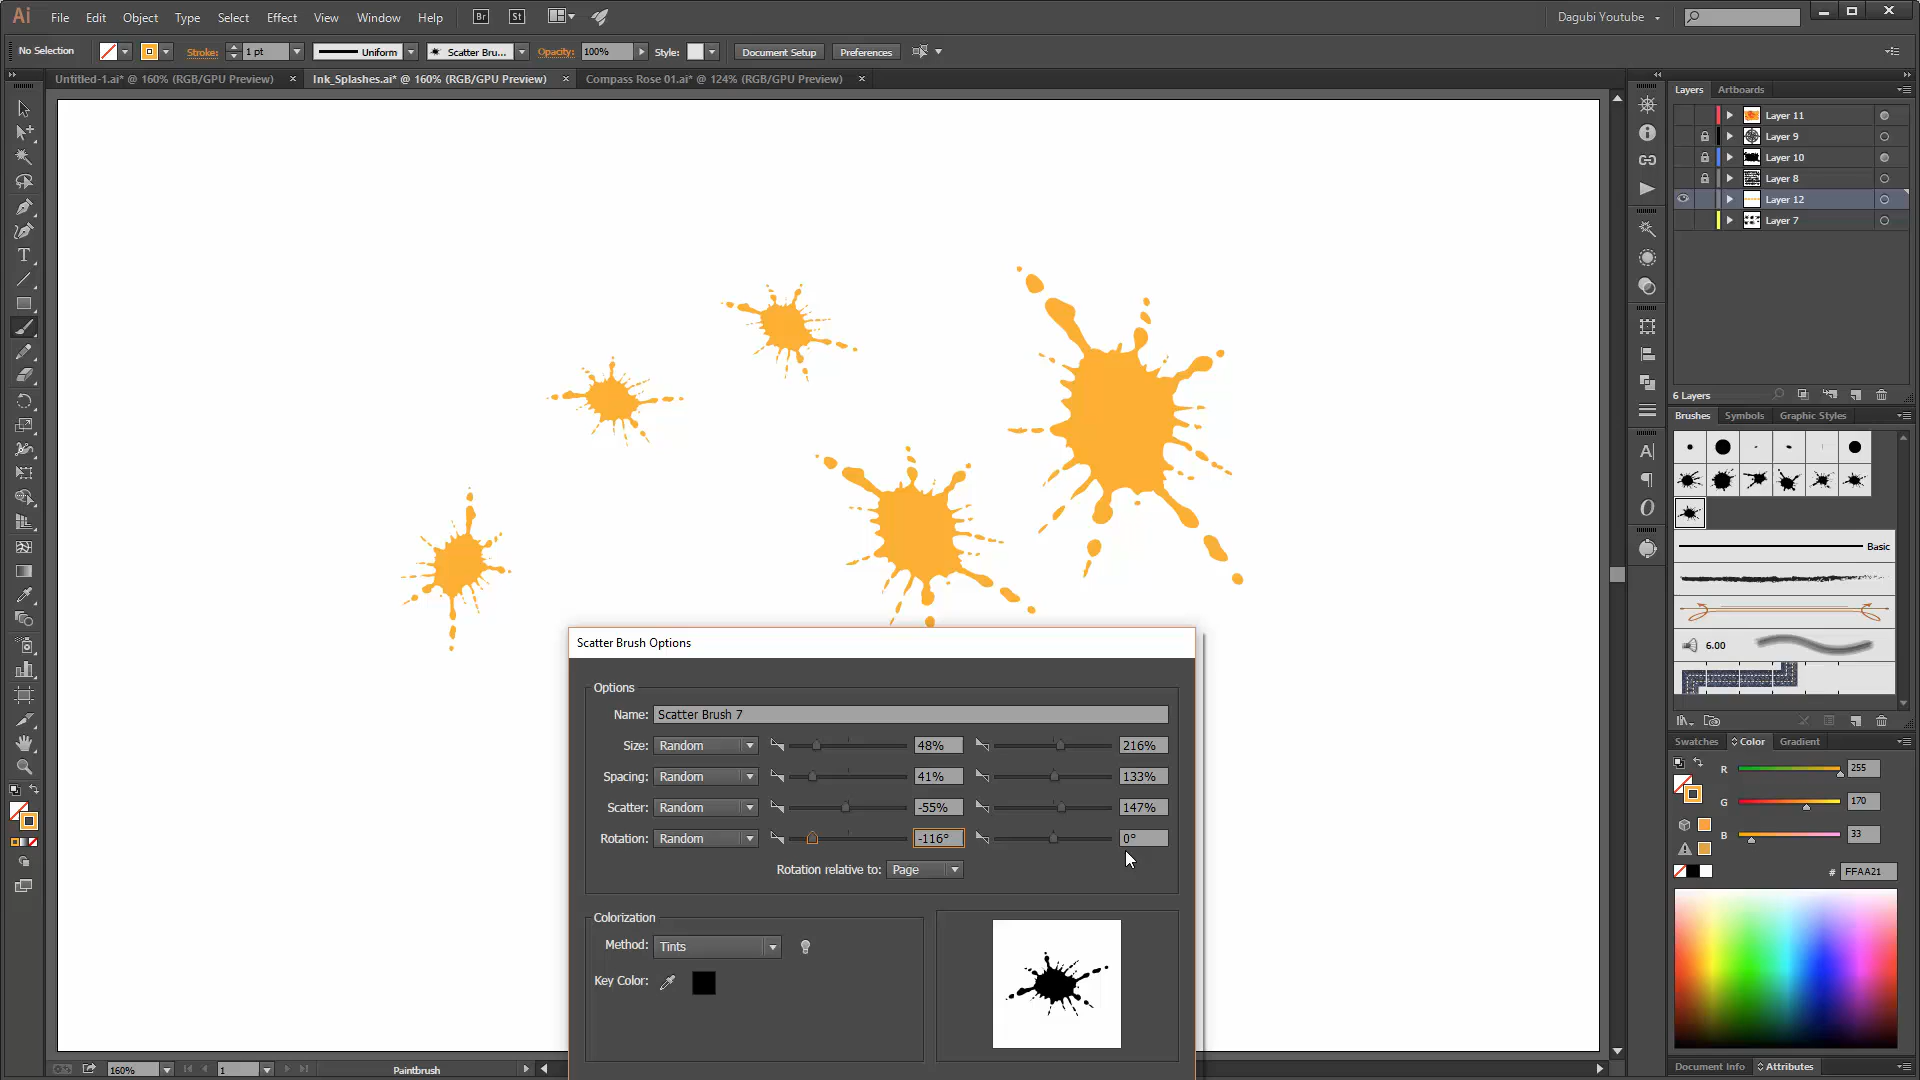 Ai File Edit Object Type Select Effect View Window Help Br St Dagubi Youtube
No Selection Stroke: 1 pt Uniform Scatter Bru... Opacity: 100% Style: Document Setup Preferences
Untitled-1.ai* @ 160% (RGB/GPU Preview) × Ink_Splashes.ai* @ 160% (RGB/GPU Preview) × Compass Rose 01.ai* @ 124% (RGB/GPU Preview) ×
Layers Artboards
Layer 11
Layer 9
Layer 10
Layer 8
Layer 12
Layer 7
6 Layers
Brushes Symbols Graphic Styles
Basic
6.00
Swatches Color Gradient
R 255
G 170
B 33
# FFAA21
Document Info Attributes
Scatter Brush Options
Options
Name: Scatter Brush 7
Size: Random 48% 216%
Spacing: Random 41% 133%
Scatter: Random -55% 147%
Rotation: Random -116° 0°
Rotation relative to: Page
Colorization
Method: Tints
Key Color:
160% 1 Paintbrush